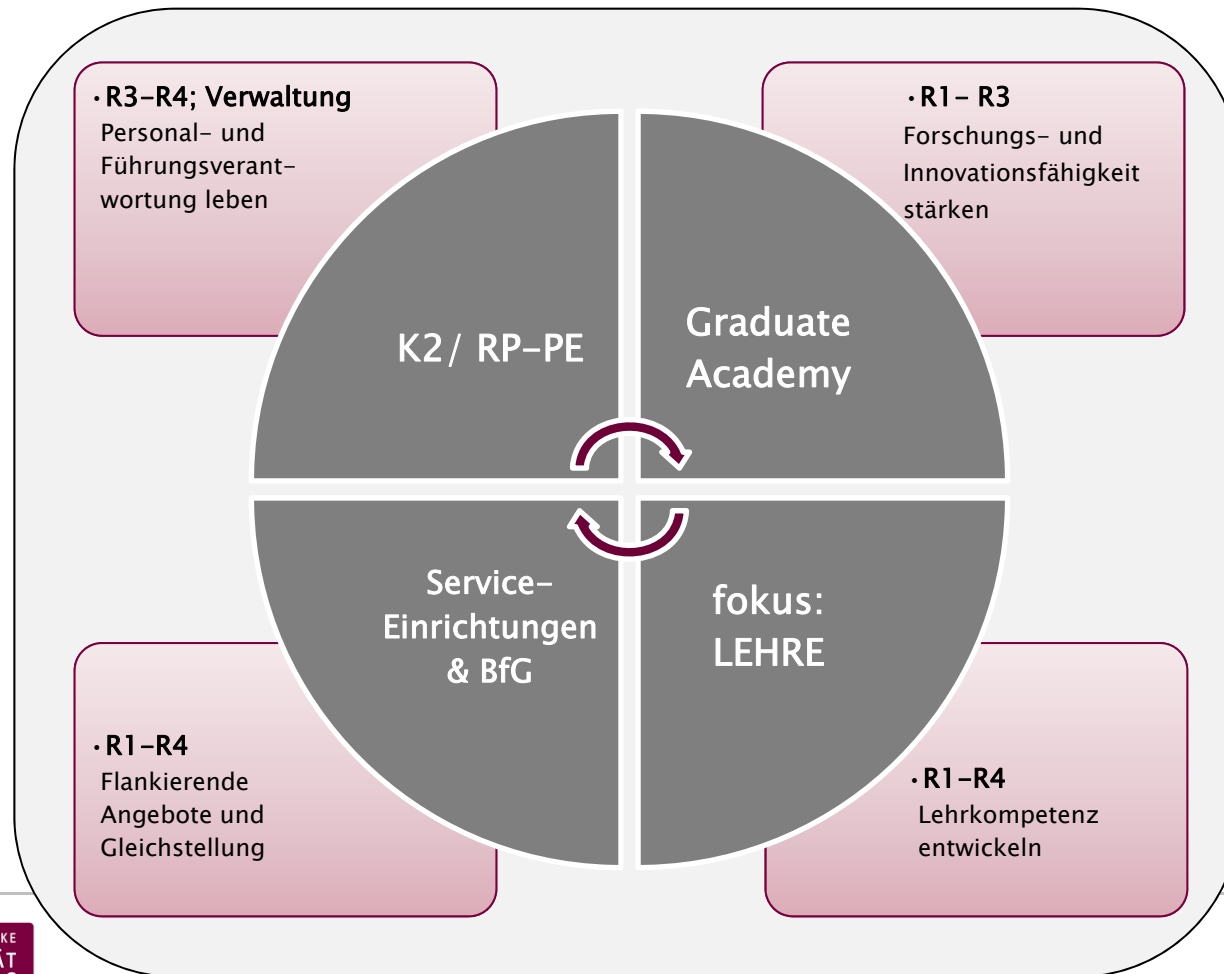 · R3-R4; Verwaltung
Personal- und
Führungsverant-
wortung leben
· R1- R3
Forschungs- und
Innovationsfähigkeit
stärken
K2/ RP-PE
Graduate
Academy
Service-
Einrichtungen
& BfG
fokus:
LEHRE
· R1-R4
Flankierende
Angebote und
Gleichstellung
· R1-R4
Lehrkompetenz
entwickeln